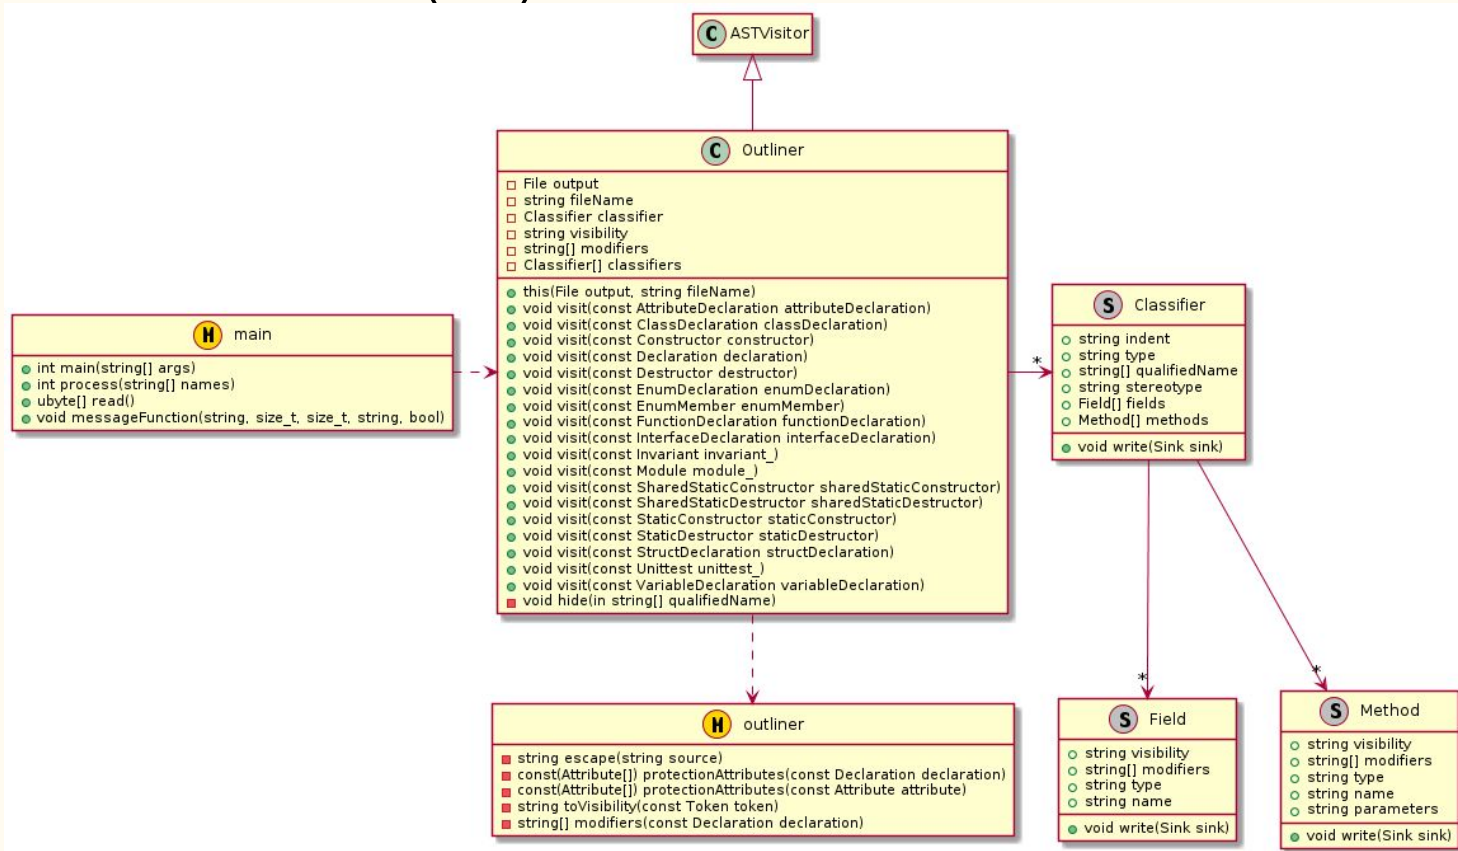 C ASTVisitor
C Outliner
File output
string fileName
Classifier classifier
string visibility
string[] modifiers
Classifier[] classifiers
this(File output, string fileName)
void visit(const AttributeDeclaration attributeDeclaration)
void visit(const ClassDeclaration classDeclaration)
void visit(const Constructor constructor)
void visit(const Declaration declaration)
void visit(const Destructor destructor)
void visit(const EnumDeclaration enumDeclaration)
void visit(const EnumMember enumMember)
void visit(const FunctionDeclaration functionDeclaration)
void visit(const InterfaceDeclaration interfaceDeclaration)
void visit(const Invariant invariant_)
void visit(const Module module_)
void visit(const SharedStaticConstructor sharedStaticConstructor)
void visit(const SharedStaticDestructor sharedStaticDestructor)
void visit(const StaticConstructor staticConstructor)
void visit(const StaticDestructor staticDestructor)
void visit(const StructDeclaration structDeclaration)
void visit(const Unittest unittest_)
void visit(const VariableDeclaration variableDeclaration)
void hide(in string[] qualifiedName)
M main
int main(string[] args)
int process(string[] names)
ubyte[] read()
void messageFunction(string, size_t, size_t, string, bool)
*
S Classifier
string indent
string type
string[] qualifiedName
string stereotype
Field[] fields
Method[] methods
void write(Sink sink)
M outliner
string escape(string source)
const(Attribute[]) protectionAttributes(const Declaration declaration)
const(Attribute[]) protectionAttributes(const Attribute attribute)
string toVisibility(const Token token)
string[] modifiers(const Declaration declaration)
*
S Field
string visibility
string[] modifiers
string type
string name
void write(Sink sink)
*
S Method
string visibility
string[] modifiers
string type
string name
string parameters
void write(Sink sink)